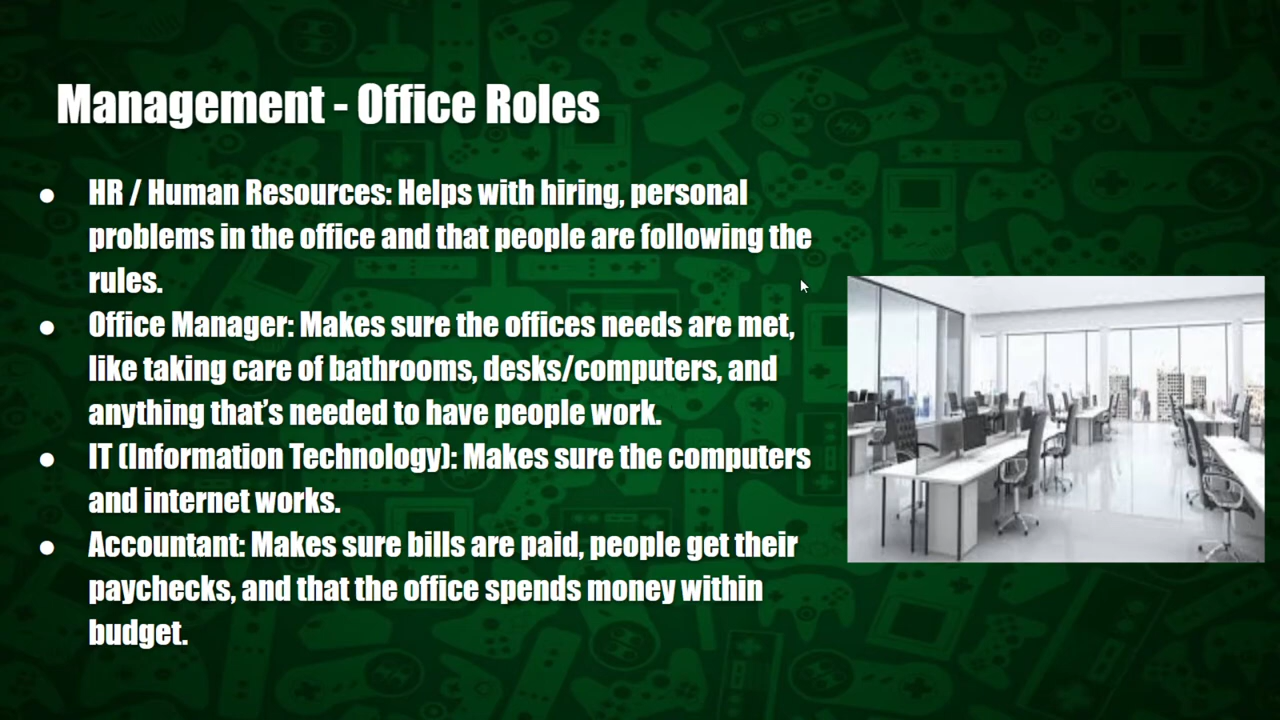 Management - Office Roles
● HR / Human Resources: Helps with hiring, personal
problems in the office and that people are following the
rules.
● Office Manager: Makes sure the offices needs are met,
like taking care of bathrooms, desks/computers, and
anything that’s needed to have people work.
● IT (Information Technology): Makes sure the computers
and internet works.
● Accountant: Makes sure bills are paid, people get their
paychecks, and that the office spends money within
budget.